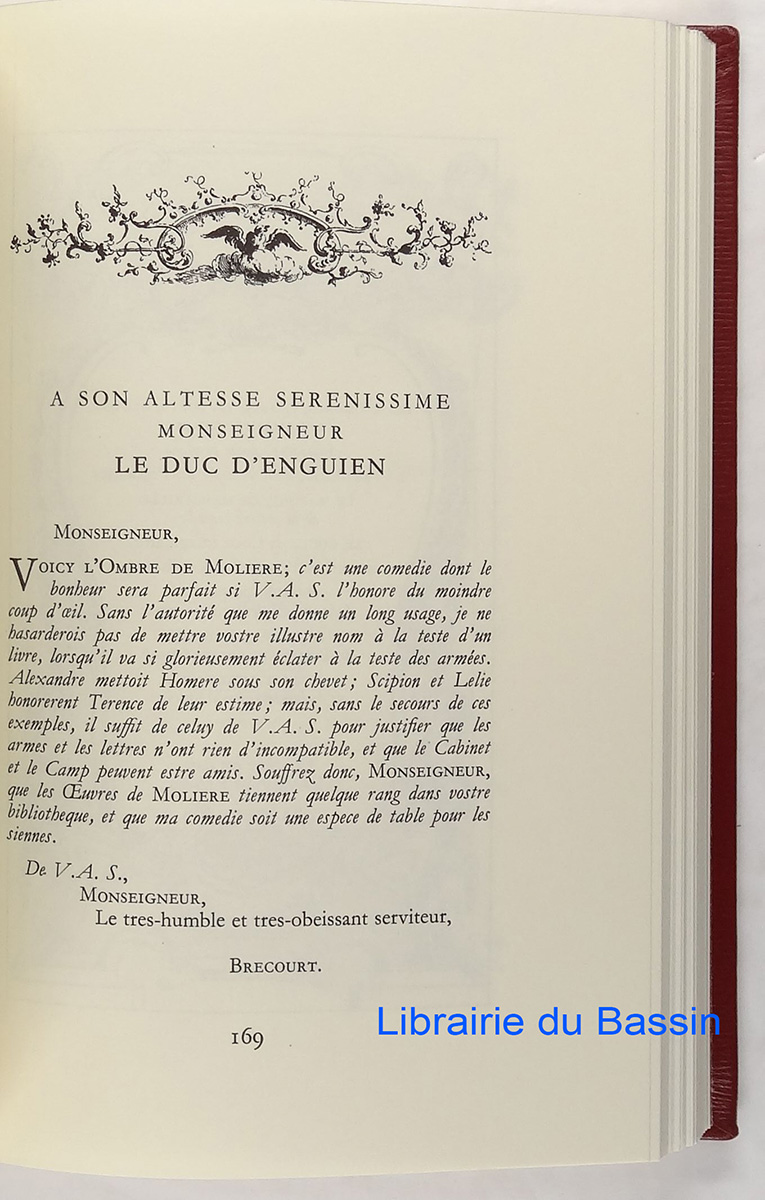 A SON ALTESSE SERENISSIME
MONSEIGNEUR
LE DUC D'ENGUIEN
MONSEIGNEUR,
VOICY L'OMBRE DE MOLIERE; c'est une comedie dont le
bonheur sera parfait si V.A. S. l'honore du moindre
coup d'œil. Sans l'autorité que me donne un long usage, je ne
hasarderois pas de mettre vostre illustre nom à la teste d'un
livre, lorsqu'il va si glorieusement éclater à la teste des armées.
Alexandre mettoit Homere sous son chevet; Scipion et Lelie
honorerent Terence de leur estime; mais, sans le secours de ces
exemples, il suffit de celuy de V.A. S. pour justifier que les
armes et les lettres n'ont rien d'incompatible, et que le Cabinet
et le Camp peuvent estre amis. Souffrez donc, MONSEIGNEUR,
que les Œuvres de MOLIERE tiennent quelque rang dans vostre
bibliotheque, et que ma comedie soit une espece de table pour les
siennes.
De V.A. S.,
MONSEIGNEUR,
Le tres-humble et tres-obeissant serviteur,
BRECOURT.
Librairie du Bassin
169